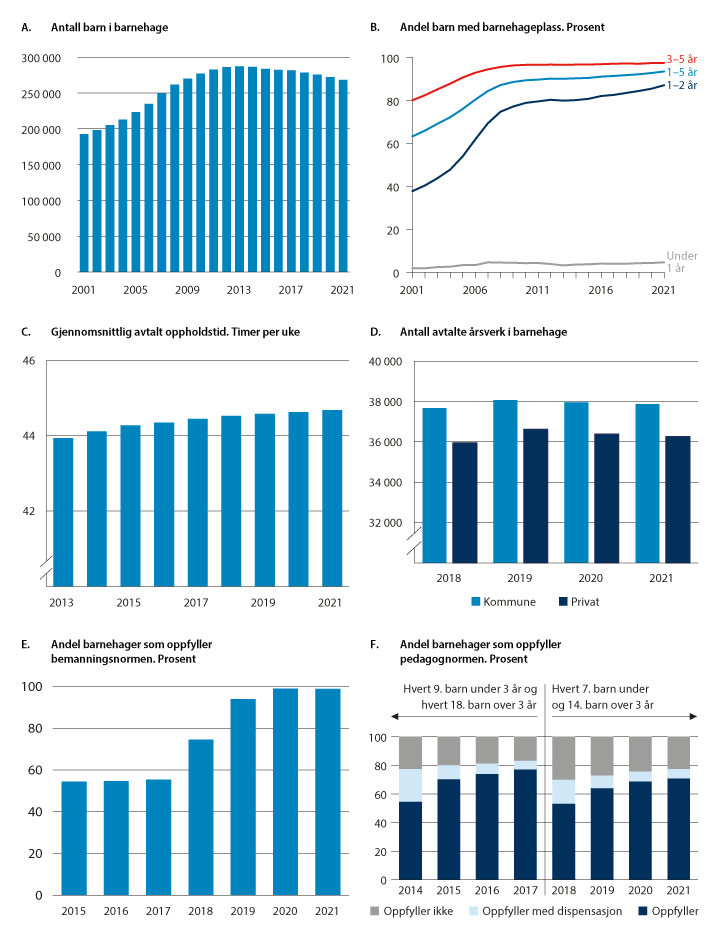 A. Antall barn i barnehage
300 000
250 000
200 000
150 000
100 000
50 000
0
2001 2005 2009 2013 2017 2021
B. Andel barn med barnehageplass. Prosent
100
80
60
40
20
0
3–5 år
1–5 år
1–2 år
Under
1 år
2001 2006 2011 2016 2021
C. Gjennomsnittlig avtalt oppholdstid. Timer per uke
46
44
42
2013 2015 2017 2019 2021
D. Antall avtalte årsverk i barnehage
40 000
38 000
36 000
34 000
32 000
2018 2019 2020 2021
Kommune Privat
E. Andel barnehager som oppfyller
bemanningsnormen. Prosent
100
80
60
40
20
0
2015 2016 2017 2018 2019 2020 2021
F. Andel barnehager som oppfyller
pedagognormen. Prosent
Hvert 9. barn under 3 år og
hvert 18. barn over 3 år
Hvert 7. barn under
og 14. barn over 3 år
100
80
60
40
20
0
2014 2015 2016 2017 2018 2019 2020 2021
Oppfyller ikke Oppfyller med dispensasjon Oppfyller